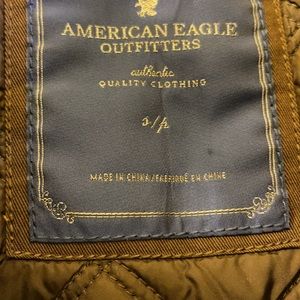 AMERICAN EAGLE
OUTFITTERS
authentic
QUALITY CLOTHING
s/p
MADE IN CHINA/FABRIQUÉ EN CHINE